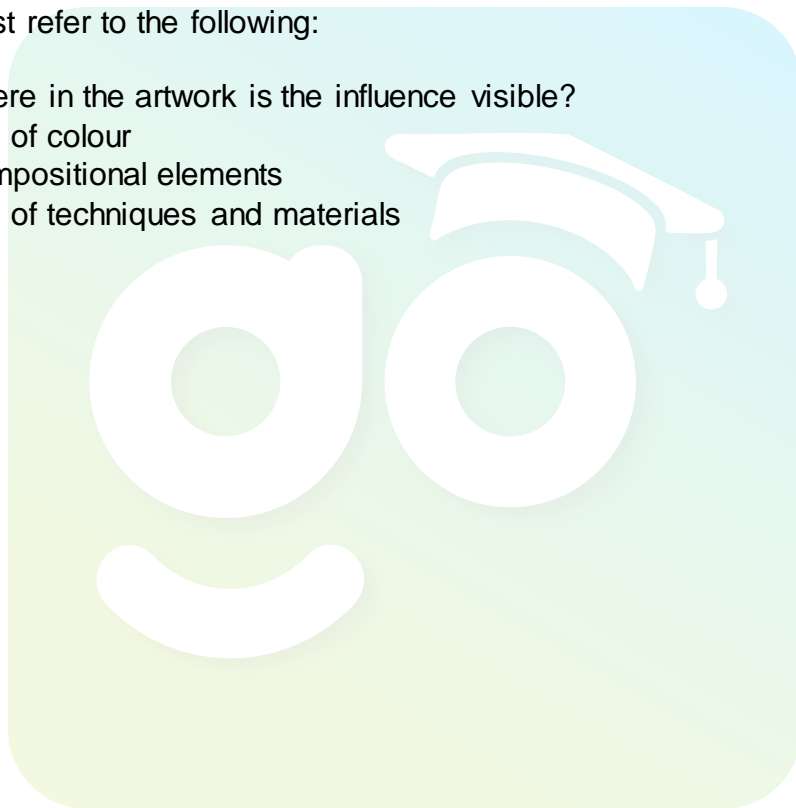 st refer to the following:
ere in the artwork is the influence visible?
of colour
mpositional elements
of techniques and materials
go